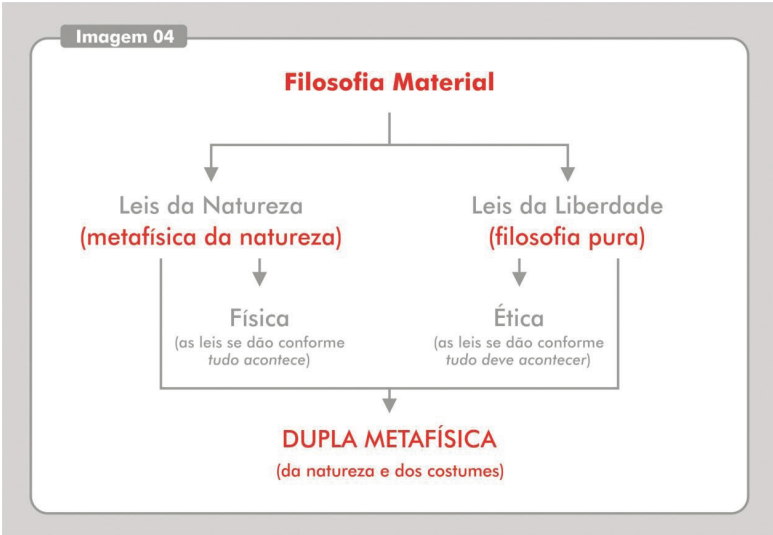 Imagem 04
Filosofia Material
Leis da Natureza
(metafísica da natureza)
Leis da Liberdade
(filosofia pura)
Física
(as leis se dão conforme
tudo acontece)
Ética
(as leis se dão conforme
tudo deve acontecer)
DUPLA METAFÍSICA
(da natureza e dos costumes)